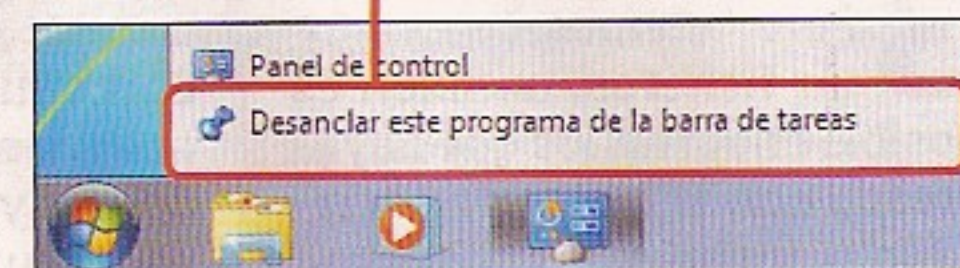 Panel de control
Desanclar este programa de la barra de tareas